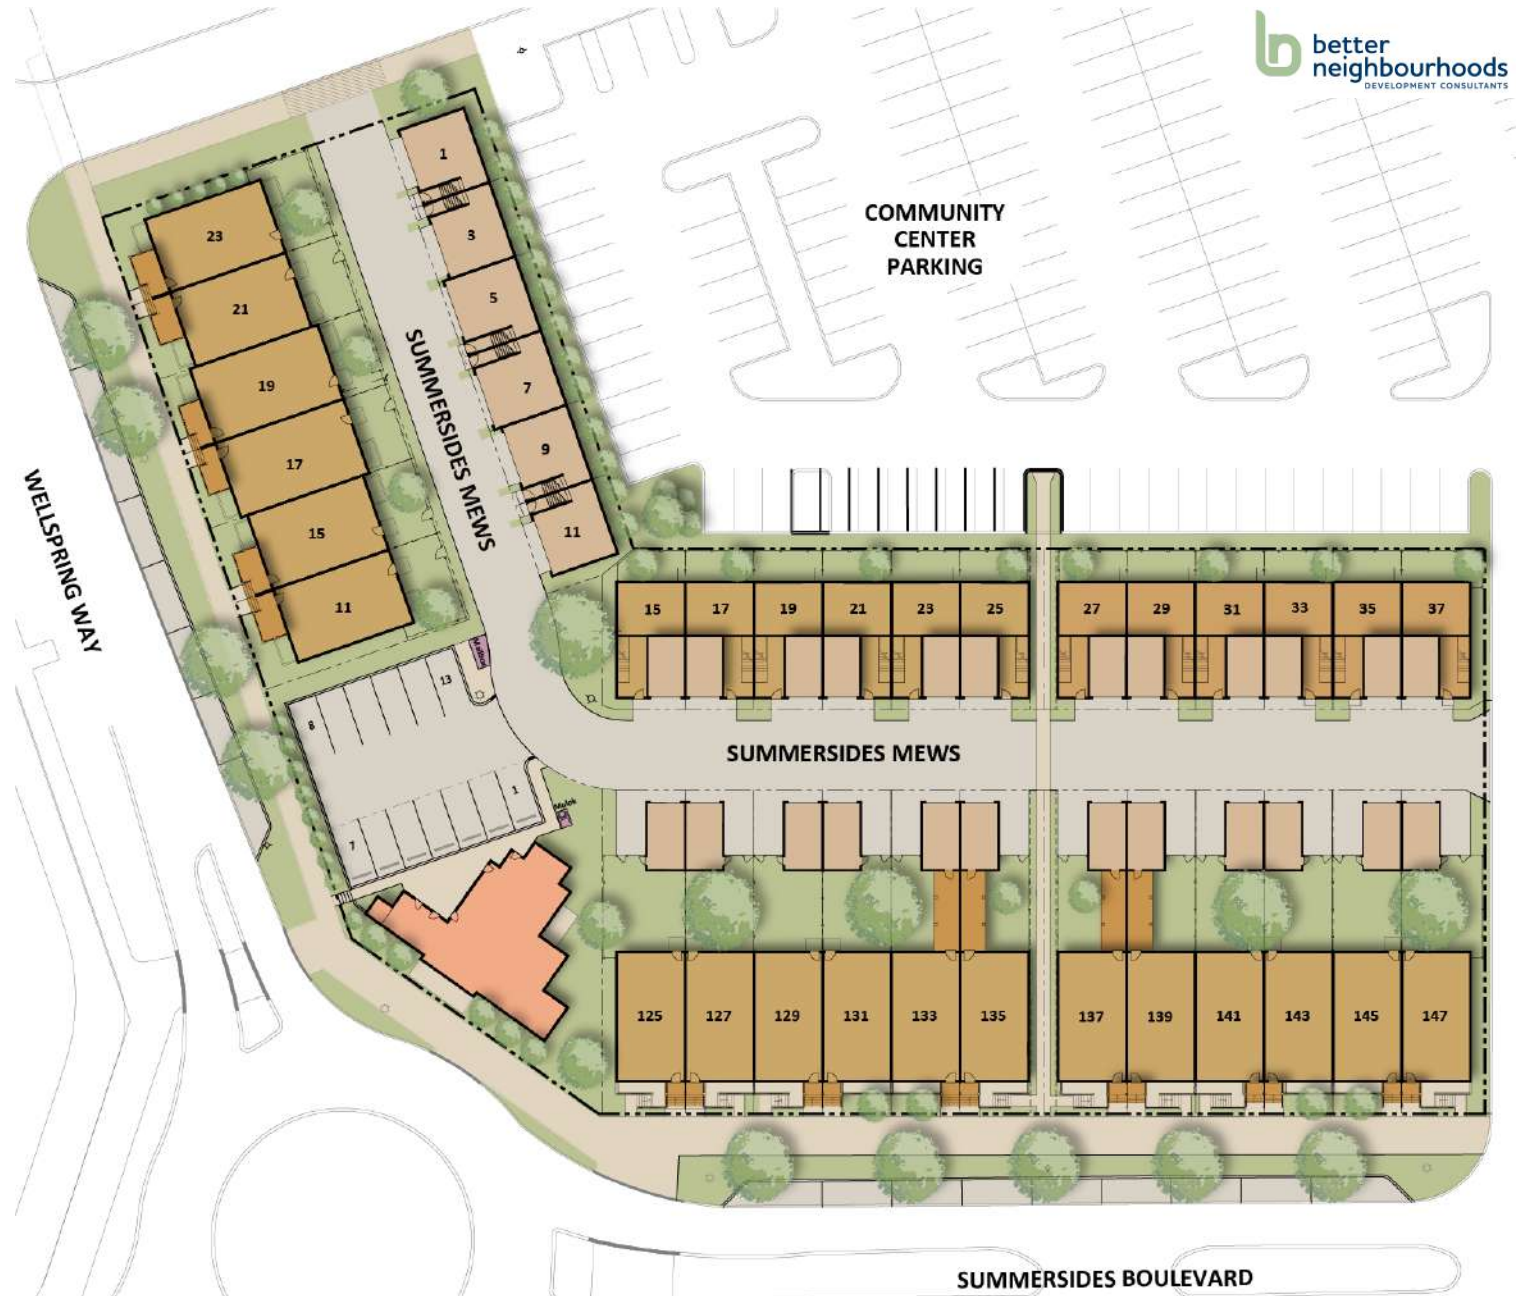 better
neighbourhoods
DEVELOPMENT CONSULTANTS
COMMUNITY
CENTER
PARKING
1
3
5
7
9
11
23
21
19
17
15
11
SUMMERSIDES MEWS
WELLSPRING WAY
15 17 19 21 23 25 27 29 31 33 35 37
Mailbox
13
8
SUMMERSIDES MEWS
1
7
Molok
125 127 129 131 133 135 137 139 141 143 145 147
SUMMERSIDES BOULEVARD